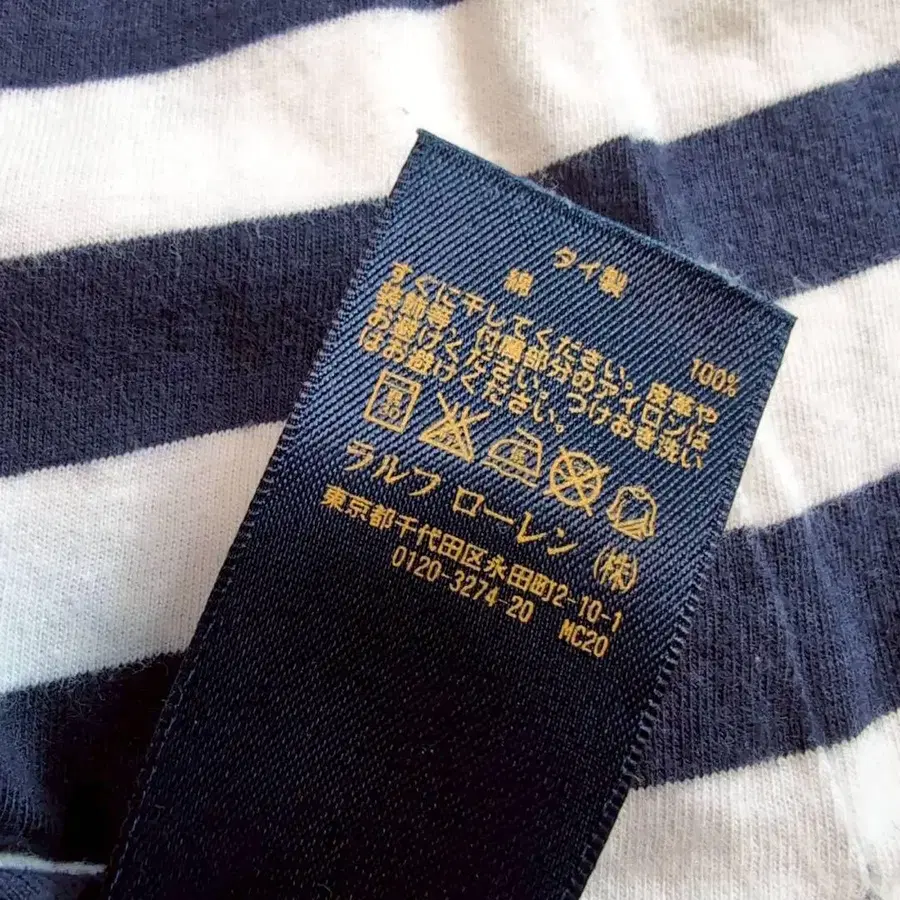 タイ製
綿 100%
すぐに干してください。皮革や
装飾等、付属部分のアイロンは
お避けください。つけおき洗い
はお避けください。
ラルフ ローレン (株)
東京都千代田区永田町2-10-1
0120-3274-20 MC20